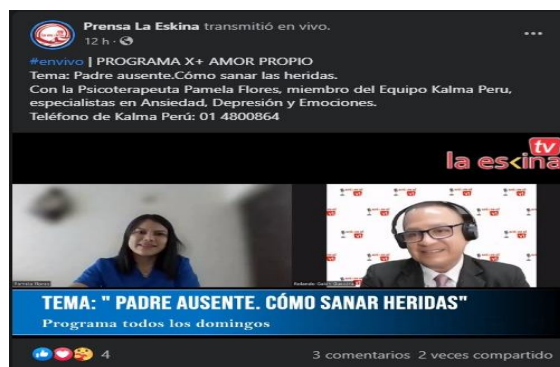 Prensa La Eskina transmitió en vivo.
12 h ·
#envivo | PROGRAMA X+ AMOR PROPIO
Tema: Padre ausente.Cómo sanar las heridas.
Con la Psicoterapeuta Pamela Flores, miembro del Equipo Kalma Peru,
especialistas en Ansiedad, Depresión y Emociones.
Teléfono de Kalma Perú: 01 4800864
tv
la es<ina
TEMA: " PADRE AUSENTE. CÓMO SANAR HERIDAS"
Programa todos los domingos
4
3 comentarios 2 veces compartido